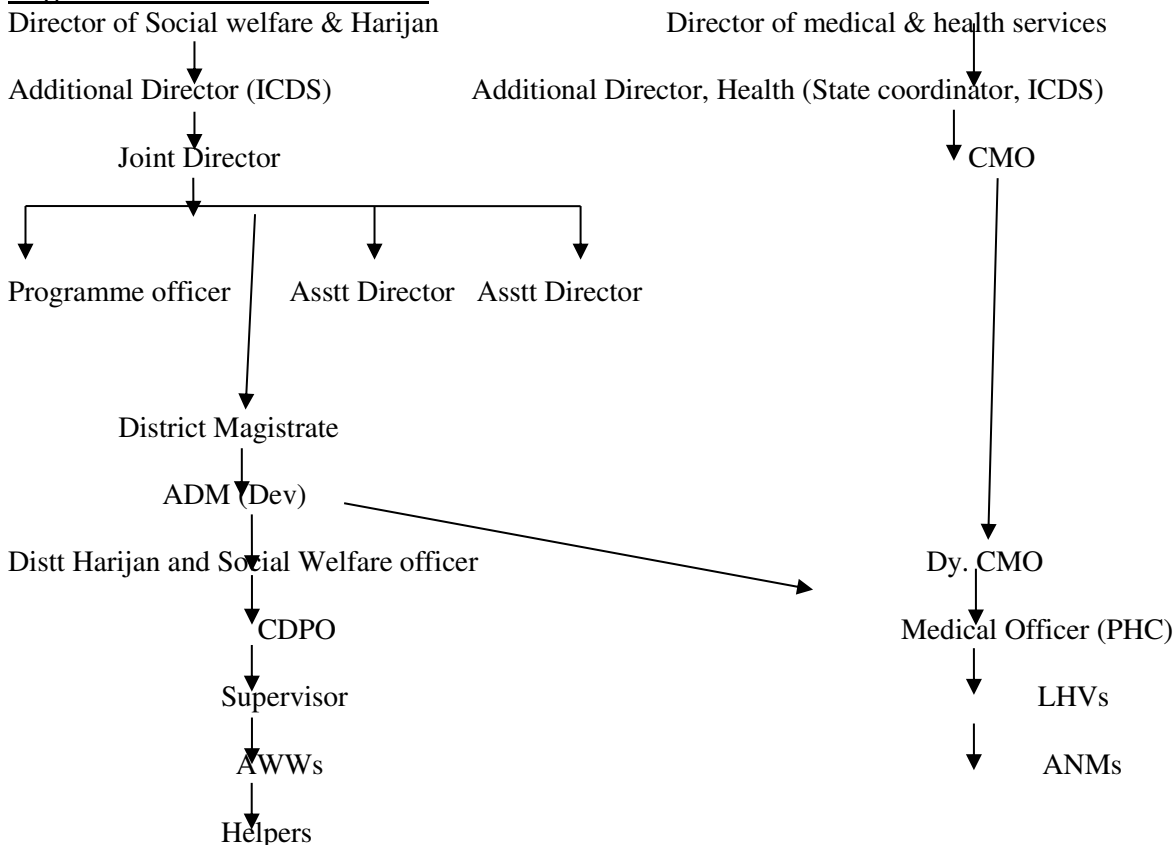 Director of Social welfare & Harijan Director of medical & health services
Additional Director (ICDS) Additional Director, Health (State coordinator, ICDS)
Joint Director CMO
Programme officer Asstt Director Asstt Director
District Magistrate
ADM (Dev)
Distt Harijan and Social Welfare officer Dy. CMO
CDPO Medical Officer (PHC)
Supervisor LHVs
AWWs ANMs
Helpers